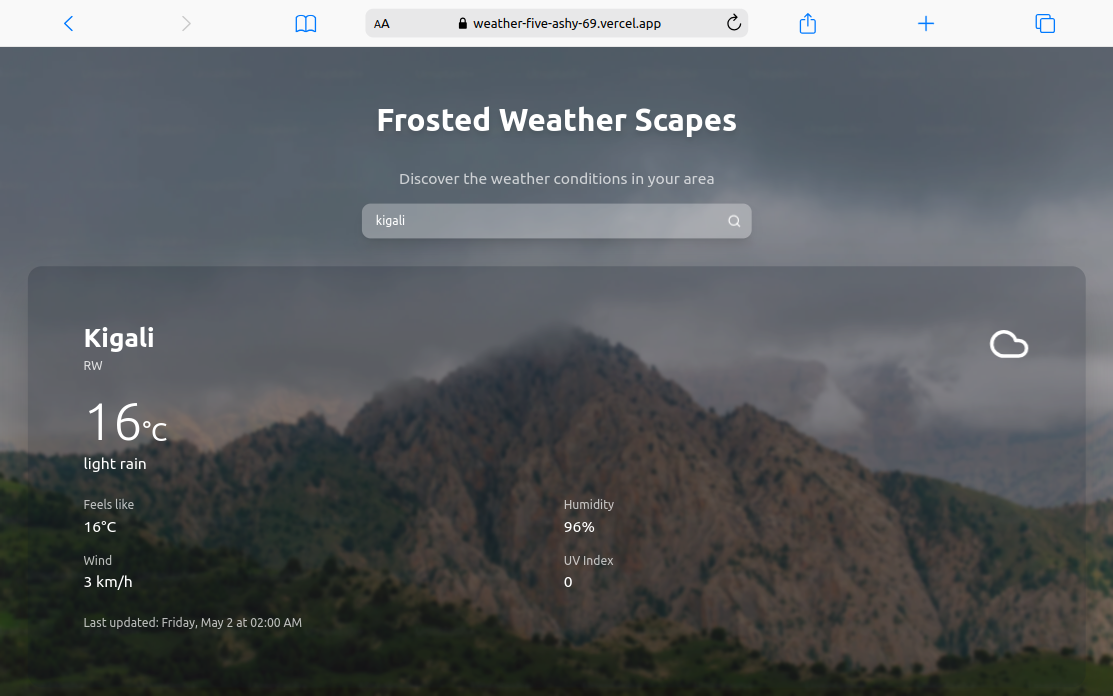 AA
weather-five-ashy-69.vercel.app
Frosted Weather Scapes
Discover the weather conditions in your area
kigali
Kigali
RW
16°C
light rain
Feels like
16°C
Humidity
96%
Wind
3 km/h
UV Index
0
Last updated: Friday, May 2 at 02:00 AM